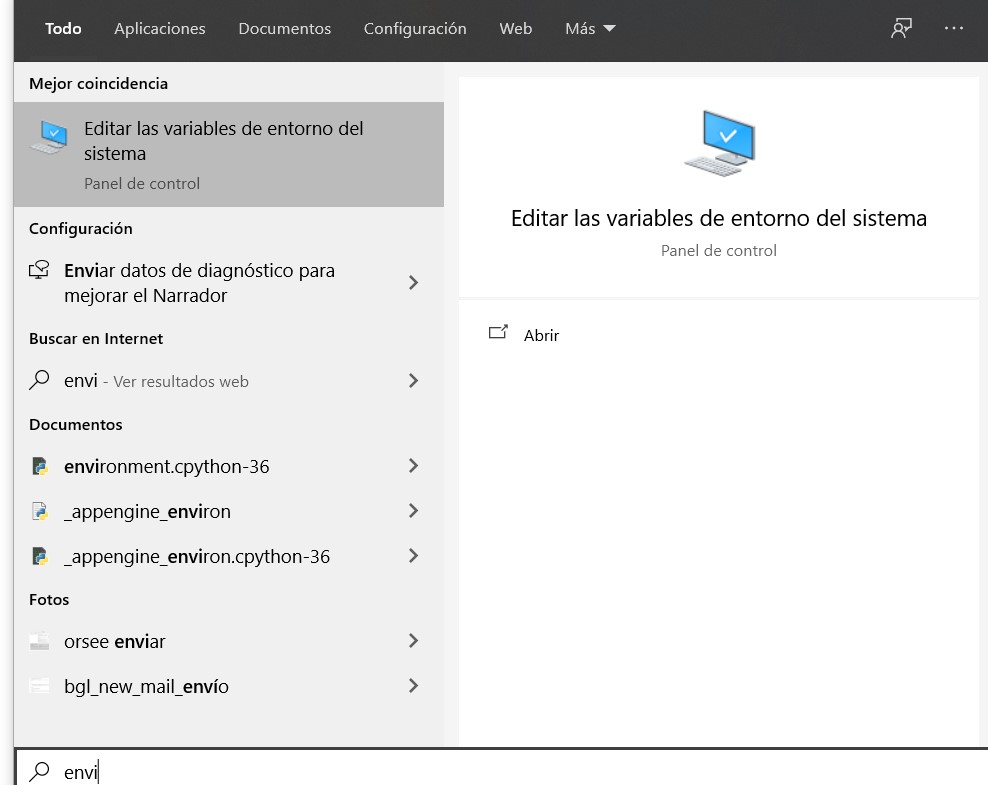 Todo Aplicaciones Documentos Configuración Web Más
Mejor coincidencia
Editar las variables de entorno del
sistema
Panel de control
Configuración
Enviar datos de diagnóstico para
mejorar el Narrador
Buscar en Internet
envi - Ver resultados web
Documentos
environment.cpython-36
_appengine_environ
_appengine_environ.cpython-36
Fotos
orsee enviar
bgl_new_mail_envío
envi
Editar las variables de entorno del sistema
Panel de control
Abrir